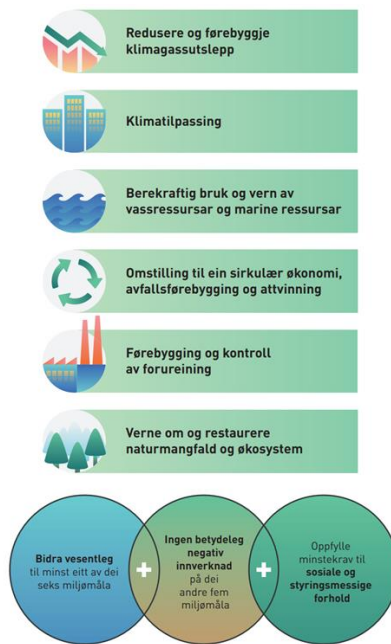 Redusere og førebyggje
klimagassutslepp
Klimatilpassing
Berekraftig bruk og vern av
vassressursar og marine ressursar
Omstilling til ein sirkulær økonomi,
avfallsførebygging og attvinning
Førebygging og kontroll
av forureining
Verne om og restaurere
naturmangfald og økosystem
Bidra vesentleg
til minst eitt av dei
seks miljømåla
+
Ingen betydeleg
negativ
innverknad
på dei
andre fem
miljømåla
+
Oppfylle
minstekrav til
sosiale og
styringsmessige
forhold